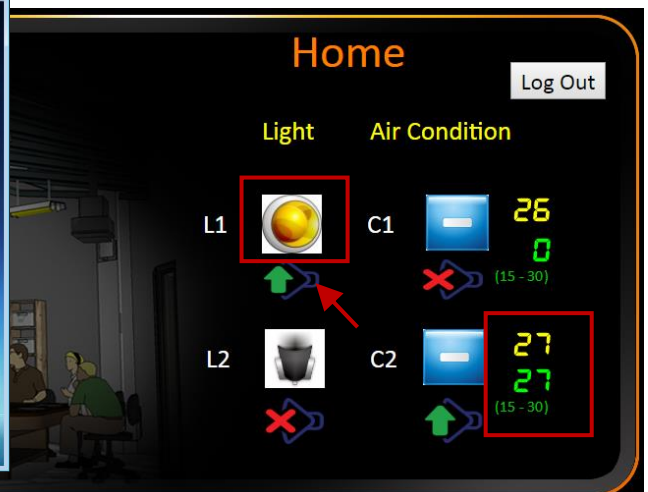 Home
Log Out
Light Air Condition
L1 C1 26
0
(15 - 30)
L2 C2 27
27
(15 - 30)